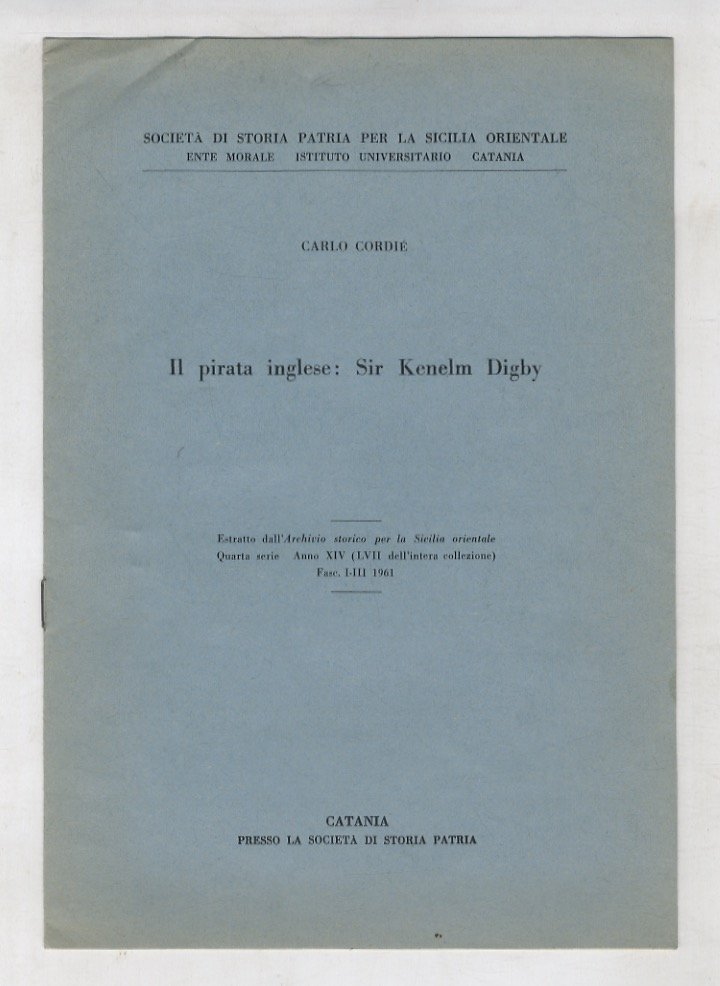 SOCIETÀ DI STORIA PATRIA PER LA SICILIA ORIENTALE
ENTE MORALE ISTITUTO UNIVERSITARIO CATANIA
CARLO CORDIÉ
Il pirata inglese: Sir Kenelm Digby
Estratto dall'Archivio storico per la Sicilia orientale
Quarta serie Anno XIV (LVII dell'intera collezione)
Fasc. I-III 1961
CATANIA
PRESSO LA SOCIETÀ DI STORIA PATRIA